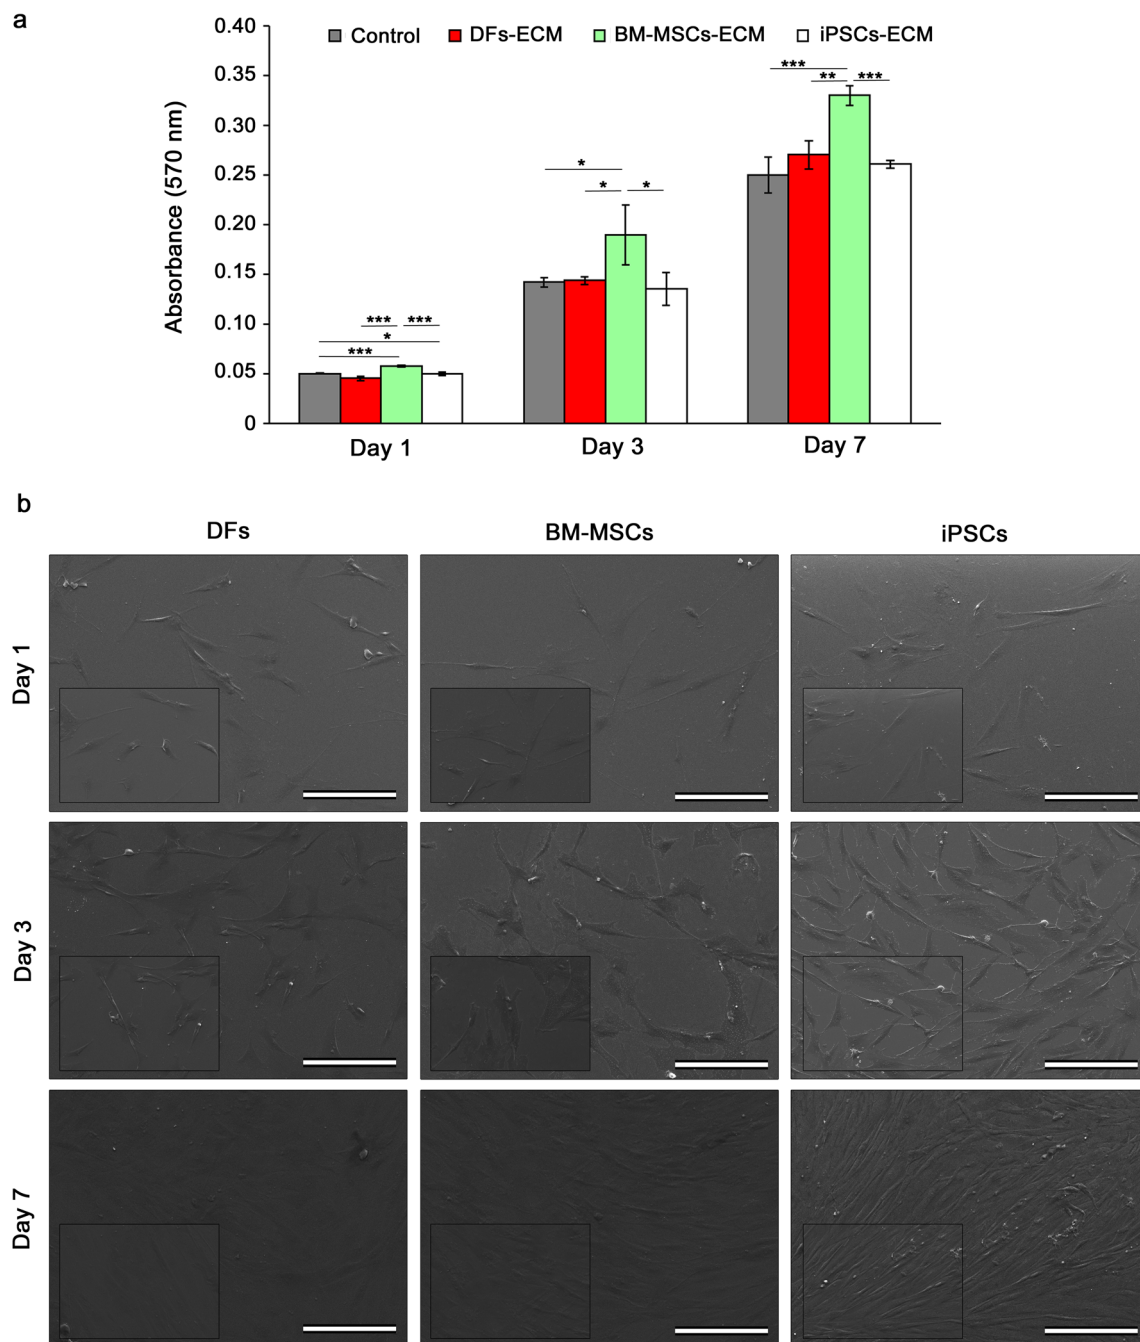 a
Control DFs-ECM BM-MSCs-ECM iPSCs-ECM
Absorbance (570 nm)
0.40
0.35
0.30
0.25
0.20
0.15
0.10
0.05
0
*** ** ***
* * *
*** ***
*
***
Day 1 Day 3 Day 7
b
DFs BM-MSCs iPSCs
Day 1
Day 3
Day 7